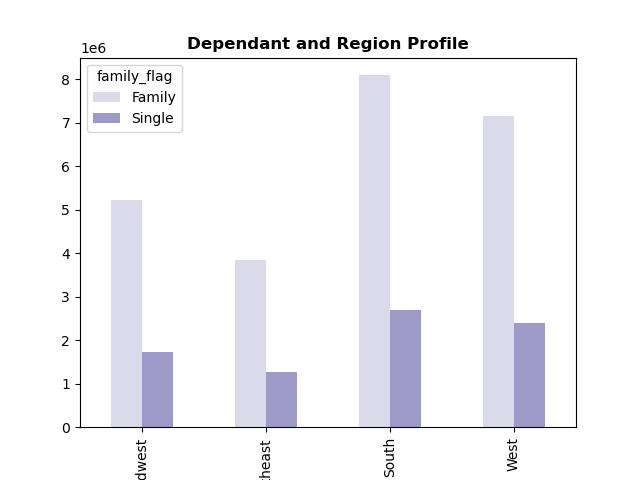 Dependant and Region Profile
1e6
family_flag
Family
Single
8
7
6
5
4
3
2
1
0
dwest
heast
South
West